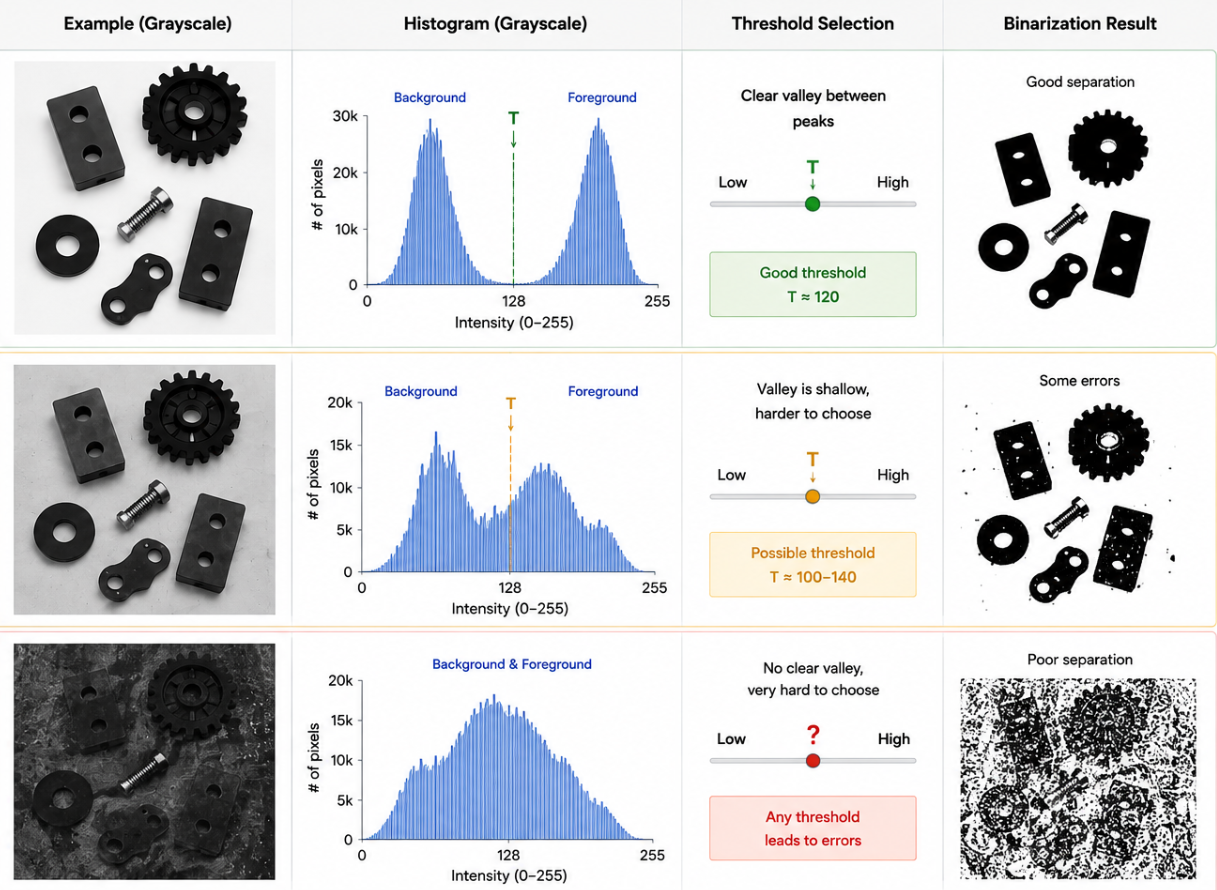 Example (Grayscale)
Histogram (Grayscale)
Threshold Selection
Binarization Result
Background
Foreground
T
30k
20k
10k
0
# of pixels
0
128
255
Intensity (0–255)
Clear valley between
peaks
T
Low
High
Good threshold
T ≈ 120
Good separation
Background
Foreground
T
20k
15k
10k
5k
0
# of pixels
0
128
255
Intensity (0–255)
Valley is shallow,
harder to choose
T
Low
High
Possible threshold
T ≈ 100–140
Some errors
Background & Foreground
20k
15k
10k
5k
0
# of pixels
0
128
255
Intensity (0–255)
No clear valley,
very hard to choose
?
Low
High
Any threshold
leads to errors
Poor separation